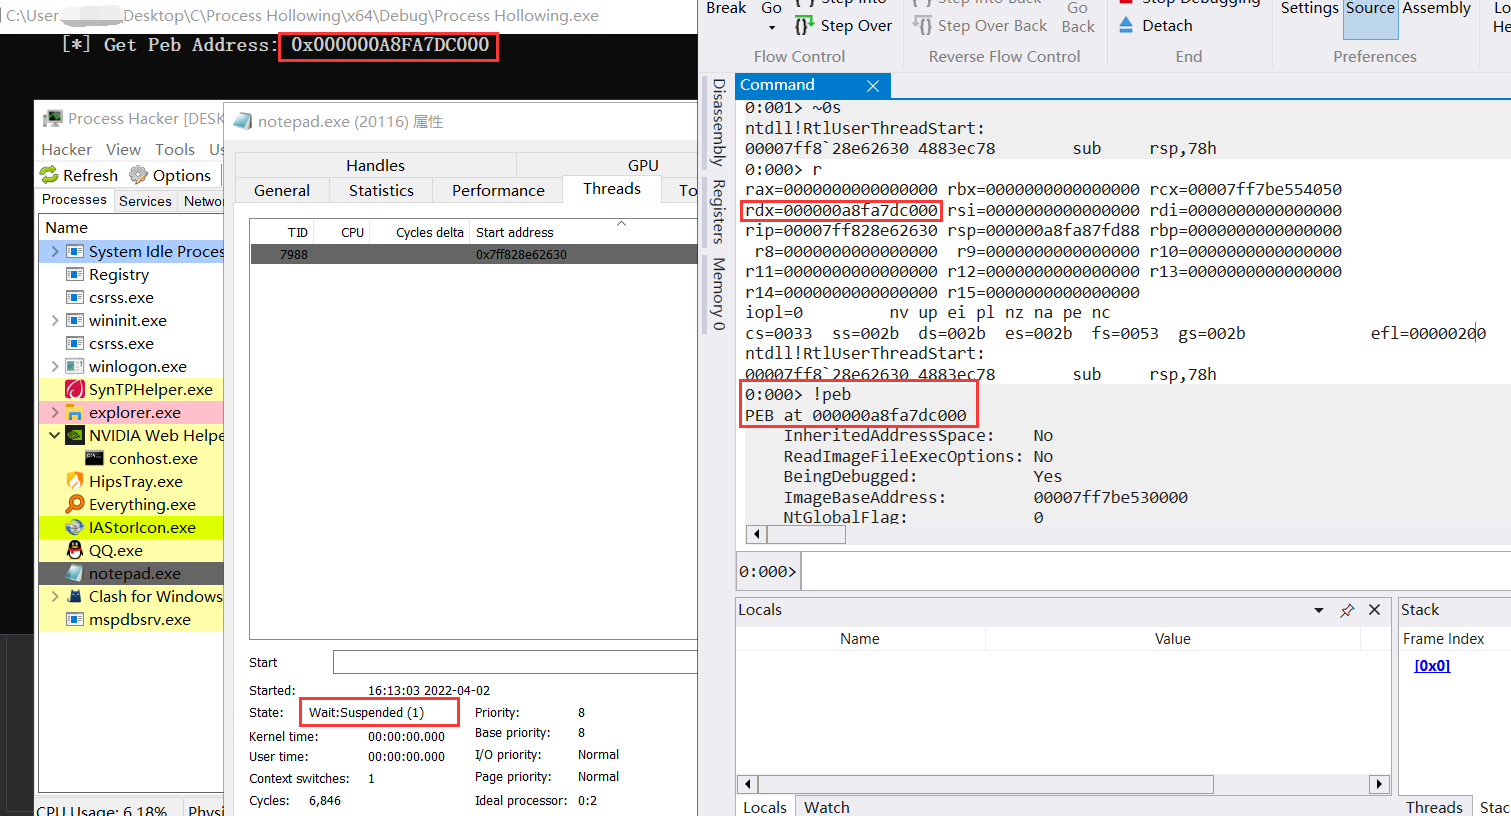 C:\User Desktop\C\Process Hollowing\x64\Debug\Process Hollowing.exe
[*] Get Peb Address: 0x000000A8FA7DC000
Process Hacker [DESK
Hacker View Tools Us
Refresh Options
Processes Services Networ
Name
System Idle Proces
Registry
csrss.exe
wininit.exe
csrss.exe
winlogon.exe
SynTPHelper.exe
explorer.exe
NVIDIA Web Helpe
conhost.exe
HipsTray.exe
Everything.exe
IAStorIcon.exe
QQ.exe
notepad.exe
Clash for Windows
mspdbsrv.exe
CPU Usage: 6.18% Physi
notepad.exe (20116) 属性
Handles GPU
General Statistics Performance Threads To
TID CPU Cycles delta Start address
7988 0x7ff828e62630
Start
Started: 16:13:03 2022-04-02
State: Wait:Suspended (1) Priority: 8
Kernel time: 00:00:00.000 Base priority: 8
User time: 00:00:00.000 I/O priority: Normal
Context switches: 1 Page priority: Normal
Cycles: 6,846 Ideal processor: 0:2
Break Go Step Into Step Into Back Go Stop Debugging Settings Source Assembly Lo
Step Over Step Over Back Back Detach He
Flow Control Reverse Flow Control End Preferences
Disassembly
Registers
Memory 0
Command
0:001> ~0s
ntdll!RtlUserThreadStart:
00007ff8`28e62630 4883ec78 sub rsp,78h
0:000> r
rax=0000000000000000 rbx=0000000000000000 rcx=00007ff7be554050
rdx=000000a8fa7dc000 rsi=0000000000000000 rdi=0000000000000000
rip=00007ff828e62630 rsp=000000a8fa87fd88 rbp=0000000000000000
r8=0000000000000000 r9=0000000000000000 r10=0000000000000000
r11=0000000000000000 r12=0000000000000000 r13=0000000000000000
r14=0000000000000000 r15=0000000000000000
iopl=0 nv up ei pl nz na pe nc
cs=0033 ss=002b ds=002b es=002b fs=0053 gs=002b efl=00000200
ntdll!RtlUserThreadStart:
00007ff8`28e62630 4883ec78 sub rsp,78h
0:000> !peb
PEB at 000000a8fa7dc000
InheritedAddressSpace: No
ReadImageFileExecOptions: No
BeingDebugged: Yes
ImageBaseAddress: 00007ff7be530000
NtGlobalFlag: 0
0:000>
Locals
Name Value
Locals Watch
Stack
Frame Index
[0x0]
Threads Stac